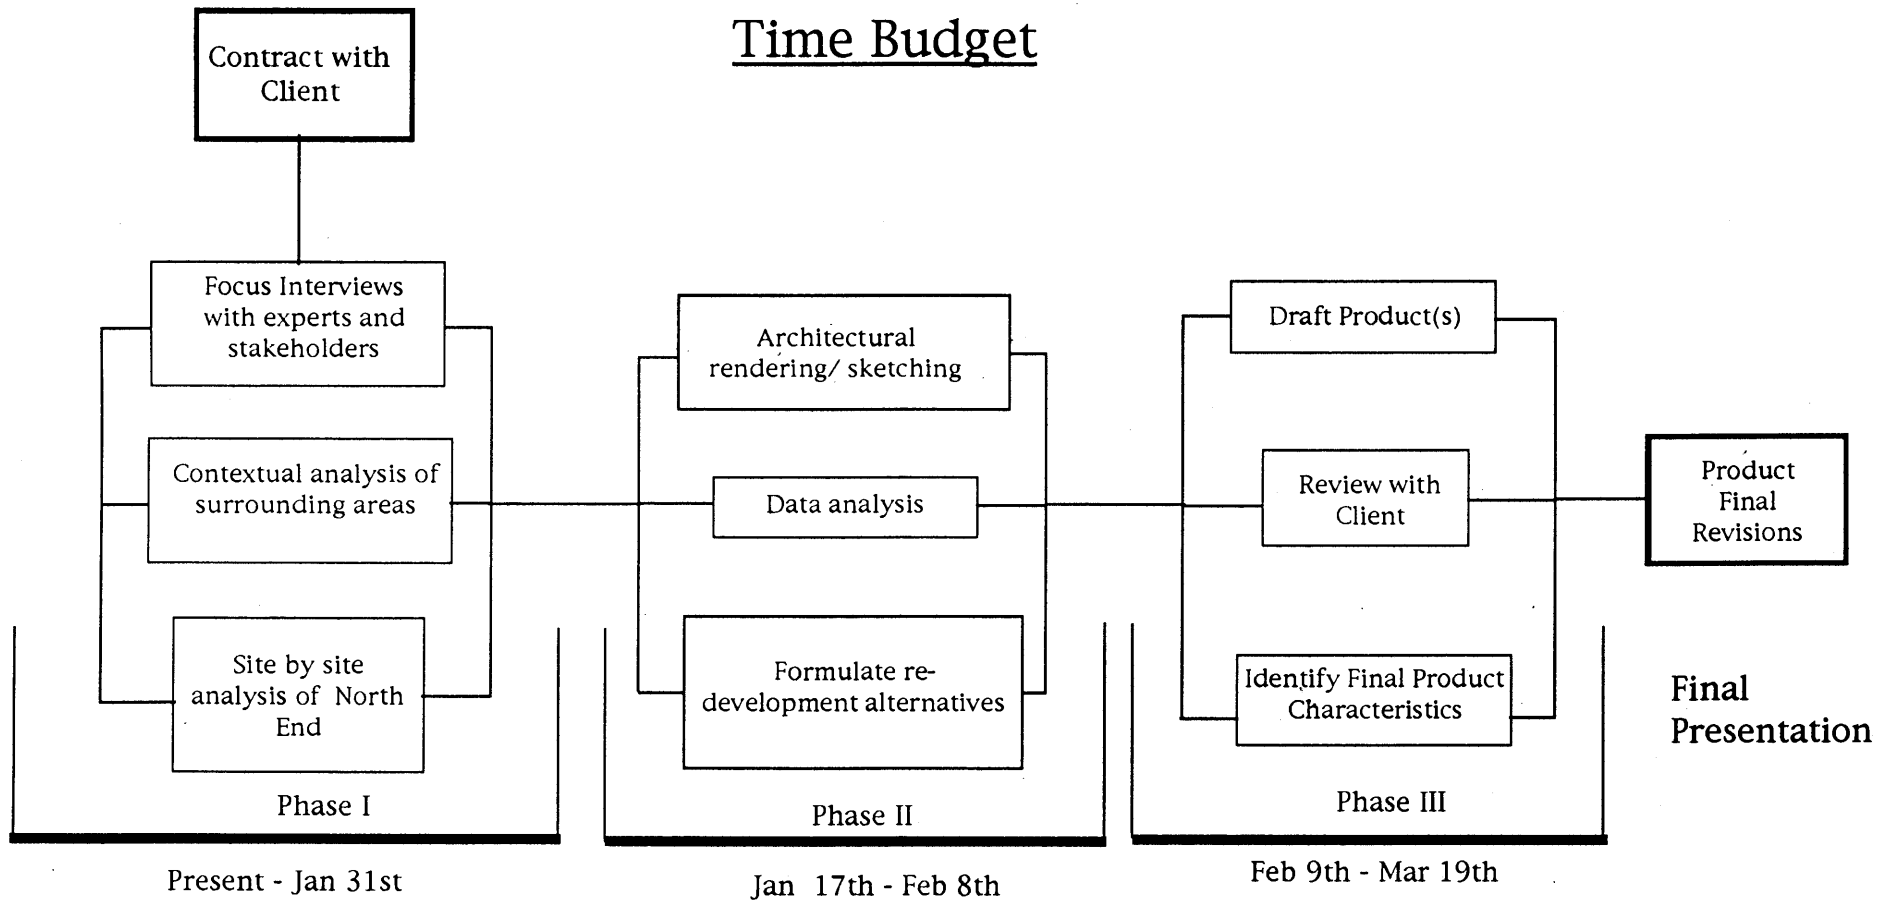 Time Budget
Contract with
Client
Focus Interviews
with experts and
stakeholders
Contextual analysis of
surrounding areas
Site by site
analysis of North
End
Phase I
Present - Jan 31st
Architectural
rendering/ sketching
Data analysis
Formulate re-
development alternatives
Phase II
Jan 17th - Feb 8th
Draft Product(s)
Review with
Client
Identify Final Product
Characteristics
Phase III
Feb 9th - Mar 19th
Product
Final
Revisions
Final
Presentation